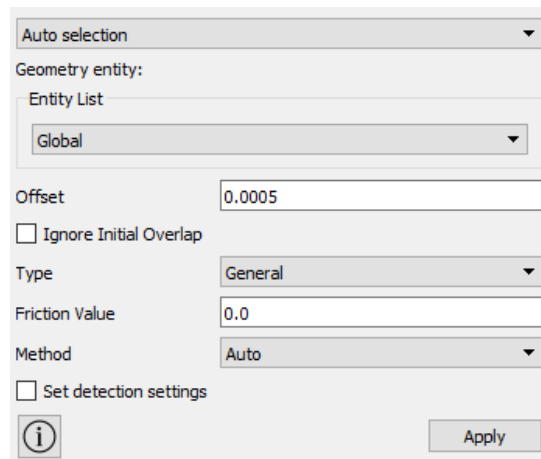 Auto selection
Geometry entity:
Entity List
Global
Offset 0.0005
Ignore Initial Overlap
Type General
Friction Value 0.0
Method Auto
Set detection settings
i Apply